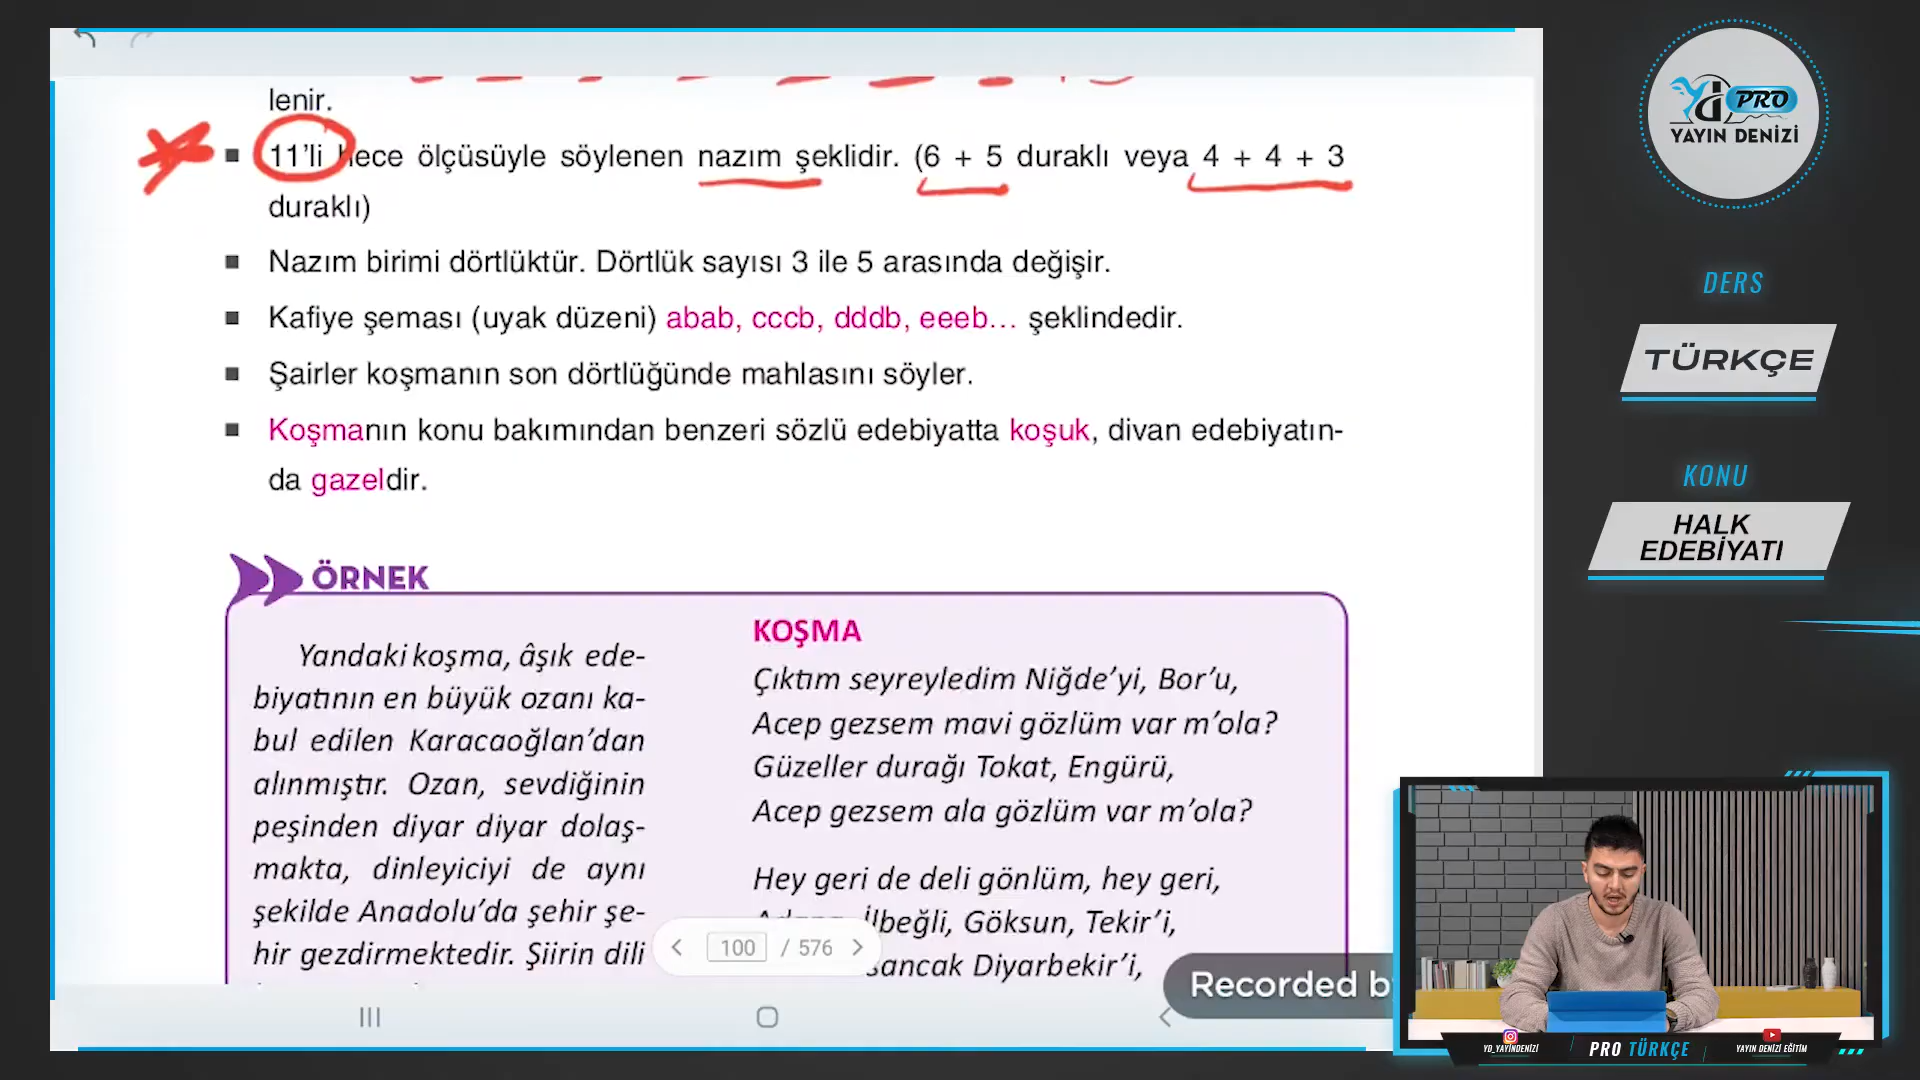 lenir.
■ 11'li hece ölçüsüyle söylenen nazım şeklidir. (6 + 5 duraklı veya 4 + 4 + 3
duraklı)
■ Nazım birimi dörtlüktür. Dörtlük sayısı 3 ile 5 arasında değişir.
■ Kafiye şeması (uyak düzeni) abab, cccb, dddb, eeeb... şeklindedir.
■ Şairler koşmanın son dörtlüğünde mahlasını söyler.
■ Koşmanın konu bakımından benzeri sözlü edebiyatta koşuk, divan edebiyatın-
da gazeldir.
ÖRNEK
Yandaki koşma, âşık ede-
biyatının en büyük ozanı ka-
bul edilen Karacaoğlan'dan
alınmıştır. Ozan, sevdiğinin
peşinden diyar diyar dolaş-
makta, dinleyiciyi de aynı
şekilde Anadolu'da şehir şe-
hir gezdirmektedir. Şiirin dili
KOŞMA
Çıktım seyreyledim Niğde'yi, Bor'u,
Acep gezsem mavi gözlüm var m'ola?
Güzeller durağı Tokat, Engürü,
Acep gezsem ala gözlüm var m'ola?
Hey geri de deli gönlüm, hey geri,
İlbeğli, Göksun, Tekir'i,
sancak Diyarbekir'i,
100 / 576
Recorded b
Yd PRO
YAYIN DENİZİ
DERS
TÜRKÇE
KONU
HALK
EDEBİYATI
YD_YAYINDENIZI
PRO TÜRKÇE
YAYIN DENİZİ EĞİTİM